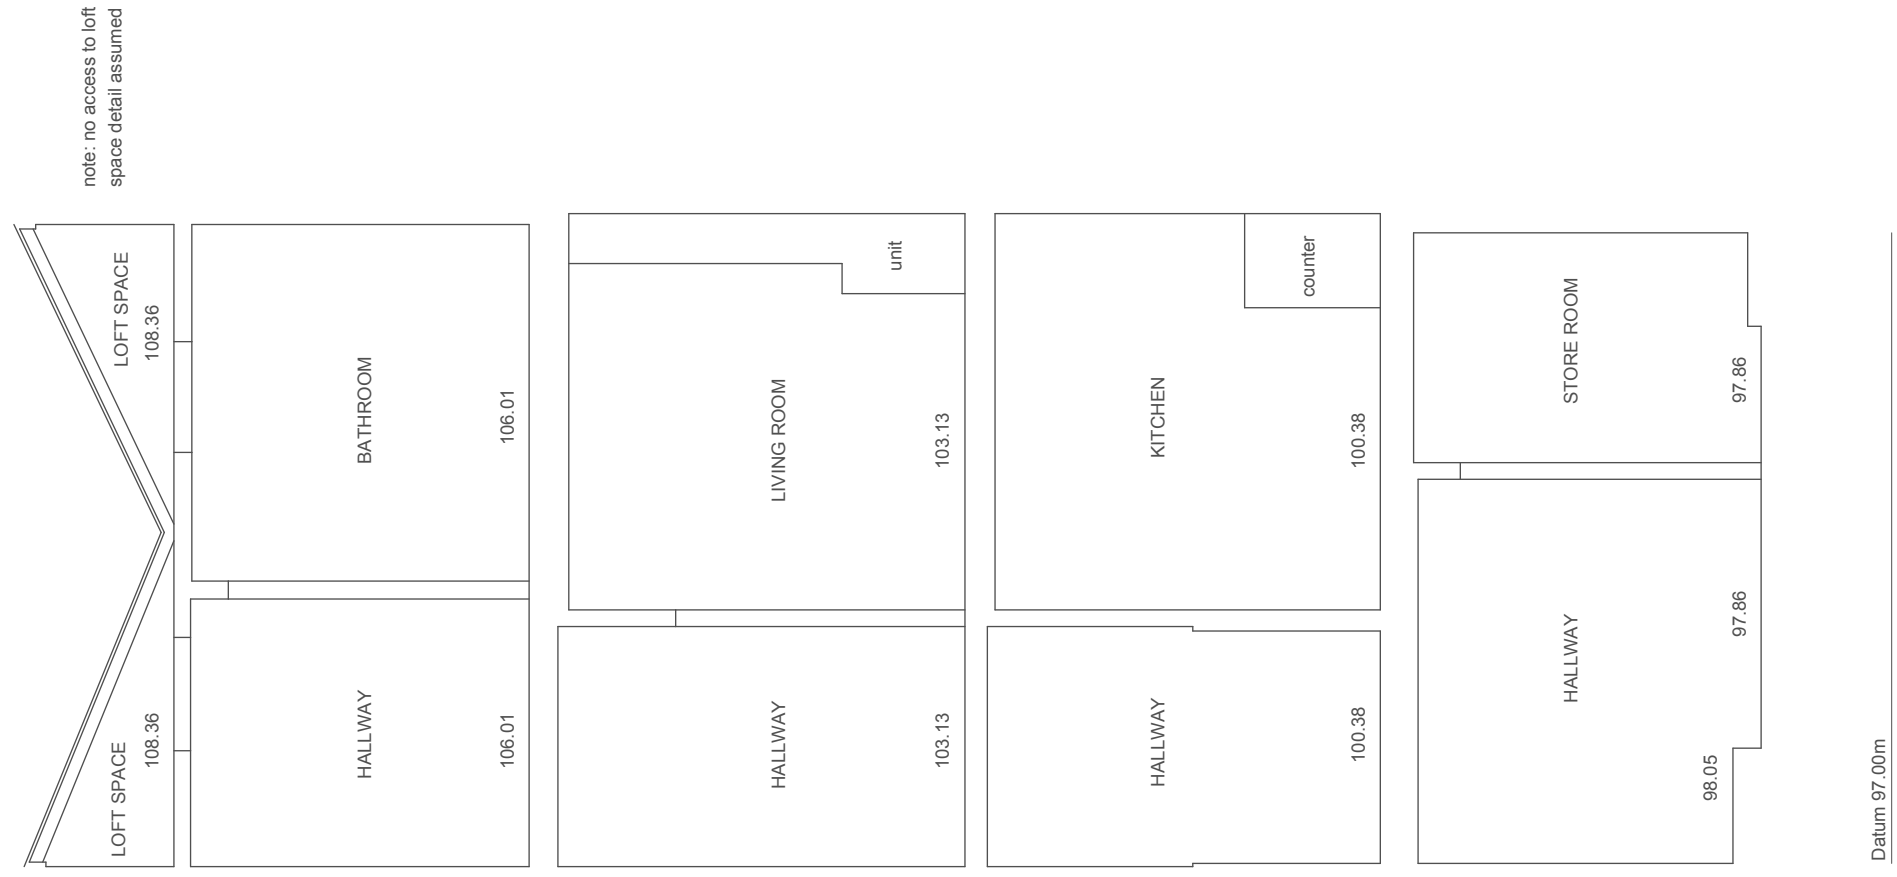 note: no access to loft
space detail assumed
LOFT SPACE
108.36
LOFT SPACE
108.36
HALLWAY
106.01
BATHROOM
106.01
HALLWAY
103.13
LIVING ROOM
103.13
unit
HALLWAY
100.38
KITCHEN
100.38
counter
HALLWAY
98.05
97.86
STORE ROOM
97.86
Datum 97.00m